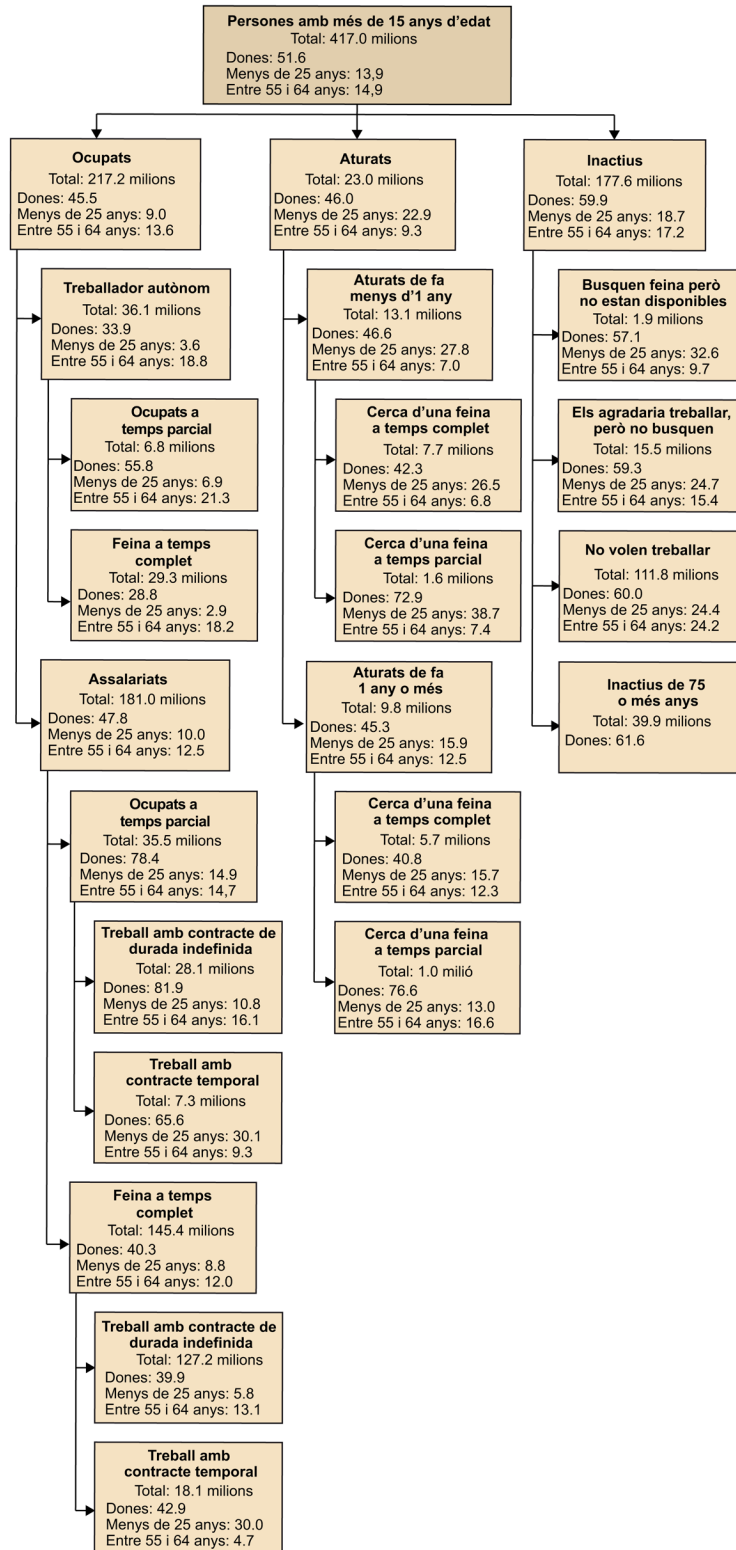 Persones amb més de 15 anys d'edat
Total: 417.0 milions
Dones: 51.6
Menys de 25 anys: 13,9
Entre 55 i 64 anys: 14,9
Ocupats
Total: 217.2 milions
Dones: 45.5
Menys de 25 anys: 9.0
Entre 55 i 64 anys: 13.6
Treballador autònom
Total: 36.1 milions
Dones: 33.9
Menys de 25 anys: 3.6
Entre 55 i 64 anys: 18.8
Ocupats a
temps parcial
Total: 6.8 milions
Dones: 55.8
Menys de 25 anys: 6.9
Entre 55 i 64 anys: 21.3
Feina a temps
complet
Total: 29.3 milions
Dones: 28.8
Menys de 25 anys: 2.9
Entre 55 i 64 anys: 18.2
Assalariats
Total: 181.0 milions
Dones: 47.8
Menys de 25 anys: 10.0
Entre 55 i 64 anys: 12.5
Ocupats a
temps parcial
Total: 35.5 milions
Dones: 78.4
Menys de 25 anys: 14.9
Entre 55 i 64 anys: 14,7
Treball amb contracte de
durada indefinida
Total: 28.1 milions
Dones: 81.9
Menys de 25 anys: 10.8
Entre 55 i 64 anys: 16.1
Treball amb
contracte temporal
Total: 7.3 milions
Dones: 65.6
Menys de 25 anys: 30.1
Entre 55 i 64 anys: 9.3
Feina a temps
complet
Total: 145.4 milions
Dones: 40.3
Menys de 25 anys: 8.8
Entre 55 i 64 anys: 12.0
Treball amb contracte de
durada indefinida
Total: 127.2 milions
Dones: 39.9
Menys de 25 anys: 5.8
Entre 55 i 64 anys: 13.1
Treball amb
contracte temporal
Total: 18.1 milions
Dones: 42.9
Menys de 25 anys: 30.0
Entre 55 i 64 anys: 4.7
Aturats
Total: 23.0 milions
Dones: 46.0
Menys de 25 anys: 22.9
Entre 55 i 64 anys: 9.3
Aturats de fa
menys d'1 any
Total: 13.1 milions
Dones: 46.6
Menys de 25 anys: 27.8
Entre 55 i 64 anys: 7.0
Cerca d'una feina
a temps complet
Total: 7.7 milions
Dones: 42.3
Menys de 25 anys: 26.5
Entre 55 i 64 anys: 6.8
Cerca d'una feina
a temps parcial
Total: 1.6 milions
Dones: 72.9
Menys de 25 anys: 38.7
Entre 55 i 64 anys: 7.4
Aturats de fa
1 any o més
Total: 9.8 milions
Dones: 45.3
Menys de 25 anys: 15.9
Entre 55 i 64 anys: 12.5
Cerca d'una feina
a temps complet
Total: 5.7 milions
Dones: 40.8
Menys de 25 anys: 15.7
Entre 55 i 64 anys: 12.3
Cerca d'una feina
a temps parcial
Total: 1.0 milió
Dones: 76.6
Menys de 25 anys: 13.0
Entre 55 i 64 anys: 16.6
Inactius
Total: 177.6 milions
Dones: 59.9
Menys de 25 anys: 18.7
Entre 55 i 64 anys: 17.2
Busquen feina però
no estan disponibles
Total: 1.9 milions
Dones: 57.1
Menys de 25 anys: 32.6
Entre 55 i 64 anys: 9.7
Els agradaria treballar,
però no busquen
Total: 15.5 milions
Dones: 59.3
Menys de 25 anys: 24.7
Entre 55 i 64 anys: 15.4
No volen treballar
Total: 111.8 milions
Dones: 60.0
Menys de 25 anys: 24.4
Entre 55 i 64 anys: 24.2
Inactius de 75
o més anys
Total: 39.9 milions
Dones: 61.6